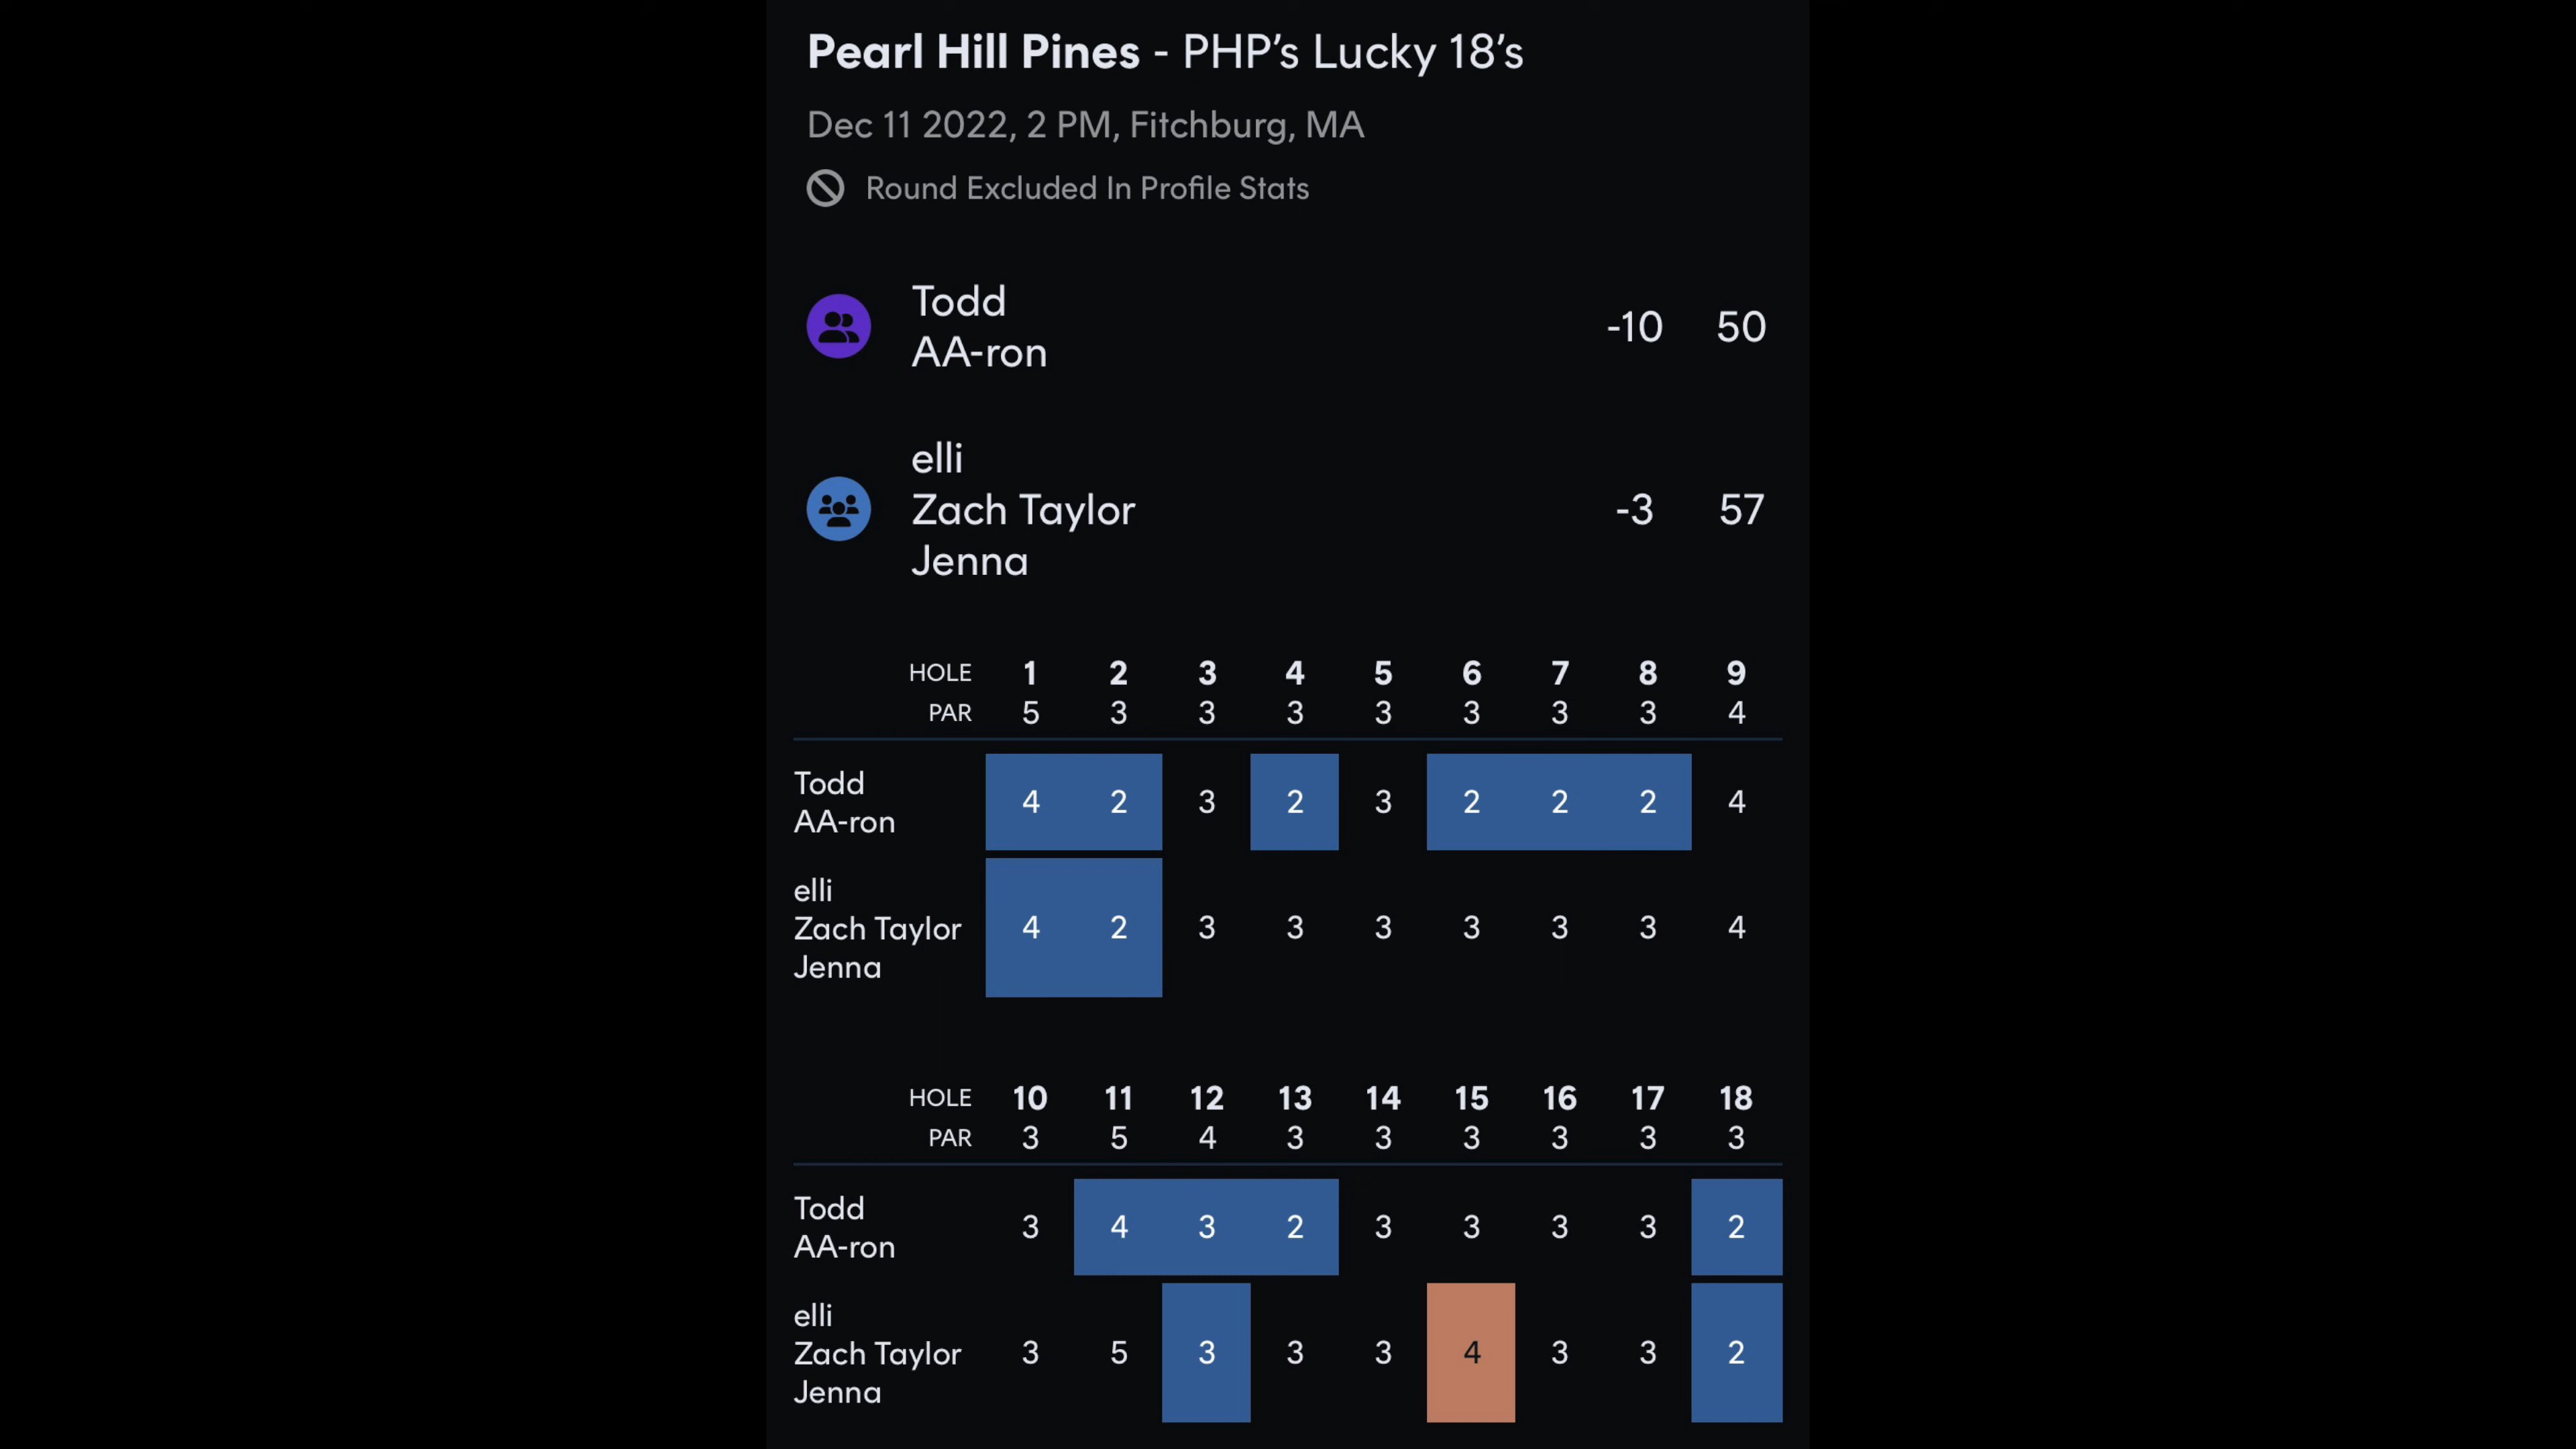 Pearl Hill Pines - PHP's Lucky 18's
Dec 11 2022, 2 PM, Fitchburg, MA
Round Excluded In Profile Stats
Todd
AA-ron
-10 50
elli
Zach Taylor
Jenna
-3 57
HOLE 1 2 3 4 5 6 7 8 9
PAR 5 3 3 3 3 3 3 3 4
Todd
AA-ron
4 2 3 2 3 2 2 2 4
elli
Zach Taylor
Jenna
4 2 3 3 3 3 3 3 4
HOLE 10 11 12 13 14 15 16 17 18
PAR 3 5 4 3 3 3 3 3 3
Todd
AA-ron
3 4 3 2 3 3 3 3 2
elli
Zach Taylor
Jenna
3 5 3 3 3 4 3 3 2